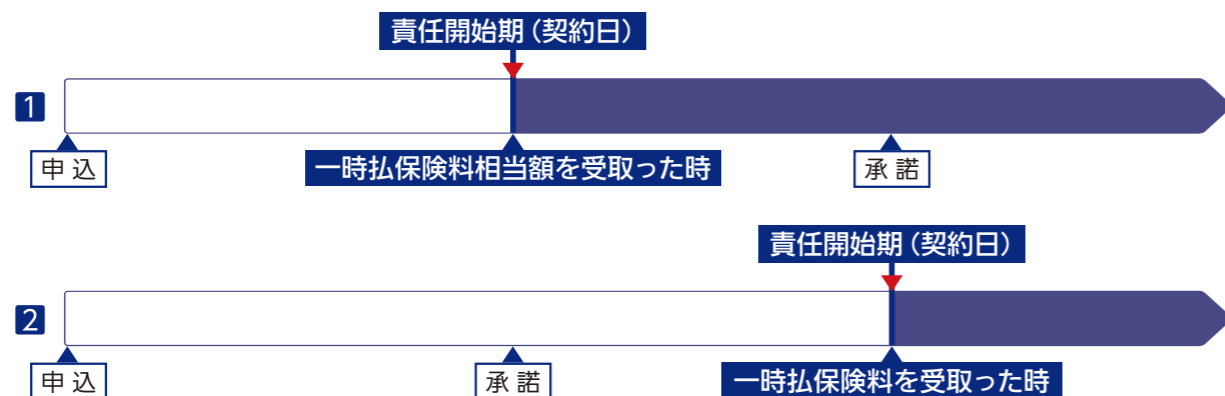 責任開始期(契約日)
1
申込
一時払保険料相当額を受取った時
承諾
責任開始期(契約日)
2
申込
承諾
一時払保険料を受取った時